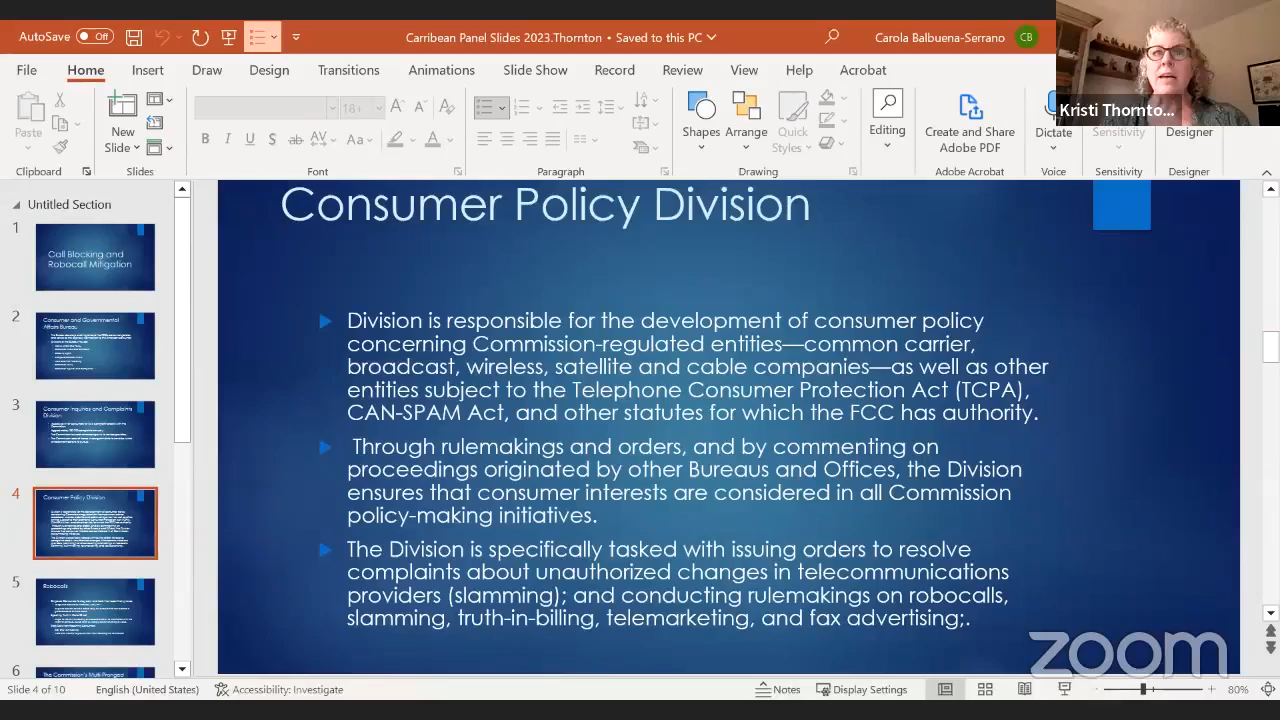 AutoSave Off
Carribean Panel Slides 2023.Thornton • Saved to this PC
Carola Balbuena-Serrano
CB
File Home Insert Draw Design Transitions Animations Slide Show Record Review View Help Acrobat
Kristi Thornto...
Paste
New Slide
18
B I U S ab AV Aa A
Shapes Arrange Quick Styles
Editing
Create and Share Adobe PDF
Dictate
Sensitivity
Designer
Clipboard Slides Font Paragraph Drawing Adobe Acrobat Voice Sensitivity Designer
Untitled Section
1
Call Blocking and
Robocall Mitigation
2
Consumer and Governmental
Affairs Bureau
3
Consumer Inquiries and Complaints
Division
4
Consumer Policy Division
5
Robocalls
6
The Commission's Multi-Pronged
Consumer Policy Division
Division is responsible for the development of consumer policy
concerning Commission-regulated entities—common carrier,
broadcast, wireless, satellite and cable companies—as well as other
entities subject to the Telephone Consumer Protection Act (TCPA),
CAN-SPAM Act, and other statutes for which the FCC has authority.
Through rulemakings and orders, and by commenting on
proceedings originated by other Bureaus and Offices, the Division
ensures that consumer interests are considered in all Commission
policy-making initiatives.
The Division is specifically tasked with issuing orders to resolve
complaints about unauthorized changes in telecommunications
providers (slamming); and conducting rulemakings on robocalls,
truth-in-billing, telemarketing, and fax advertising;.
zoom
Slide 4 of 10 English (United States) Accessibility: Investigate Notes Display Settings 80%